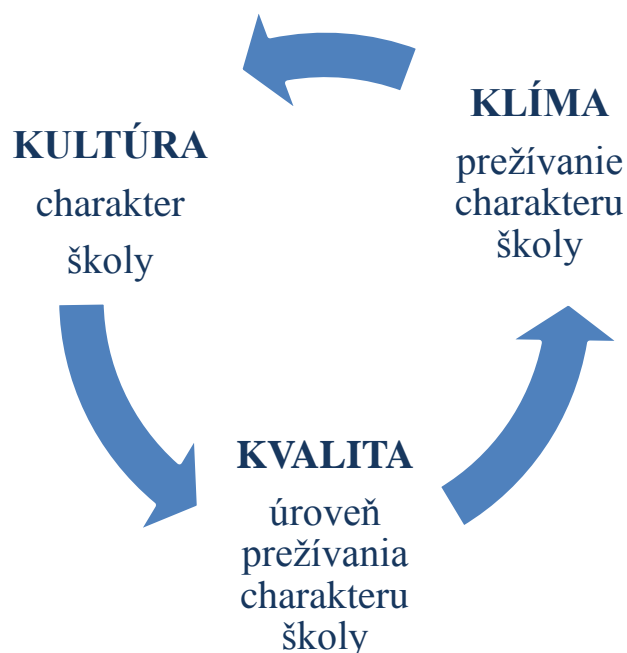 KULTÚRA
charakter
školy
KLÍMA
prežívanie
charakteru
školy
KVALITA
úroveň
prežívania
charakteru
školy